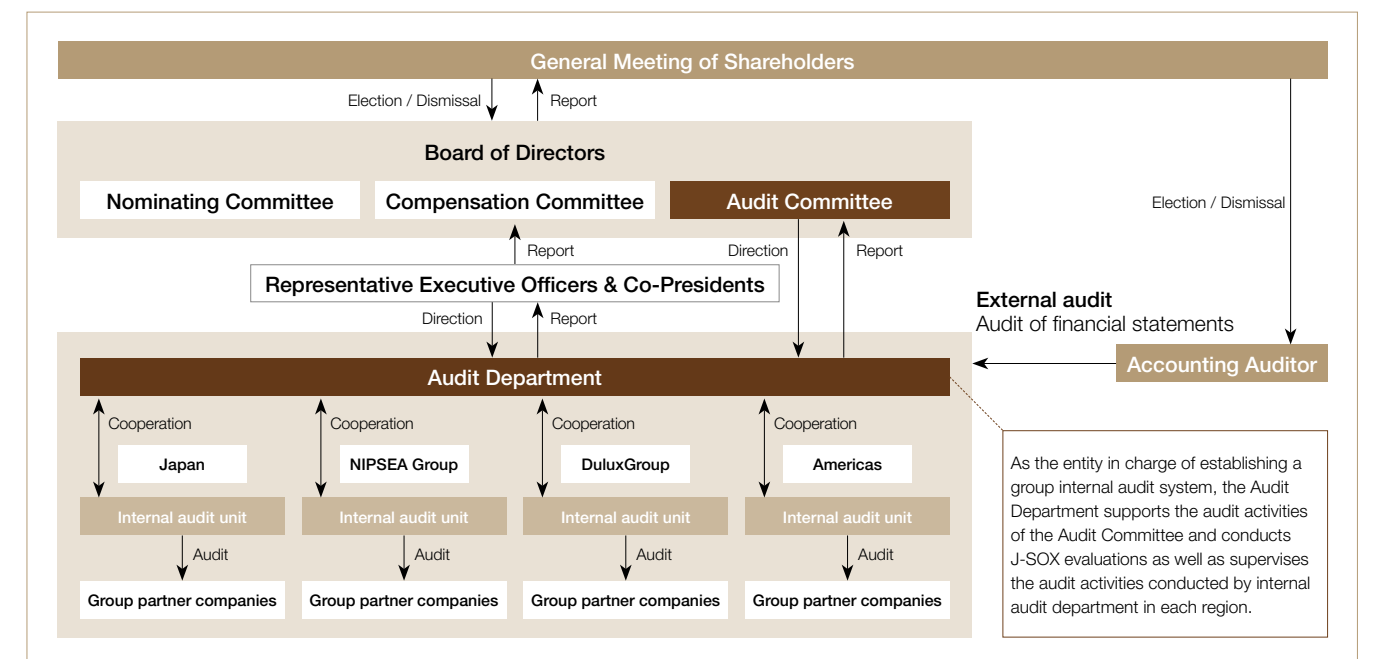 General Meeting of Shareholders
Election / Dismissal
Report
Board of Directors
Nominating Committee
Compensation Committee
Audit Committee
Election / Dismissal
Report
Direction
Report
Representative Executive Officers & Co-Presidents
Direction
Report
External audit
Audit of financial statements
Accounting Auditor
Audit Department
Cooperation
Cooperation
Cooperation
Cooperation
Japan
NIPSEA Group
DuluxGroup
Americas
Internal audit unit
Internal audit unit
Internal audit unit
Internal audit unit
Audit
Audit
Audit
Audit
Group partner companies
Group partner companies
Group partner companies
Group partner companies
As the entity in charge of establishing a
group internal audit system, the Audit
Department supports the audit activities
of the Audit Committee and conducts
J-SOX evaluations as well as supervises
the audit activities conducted by internal
audit department in each region.